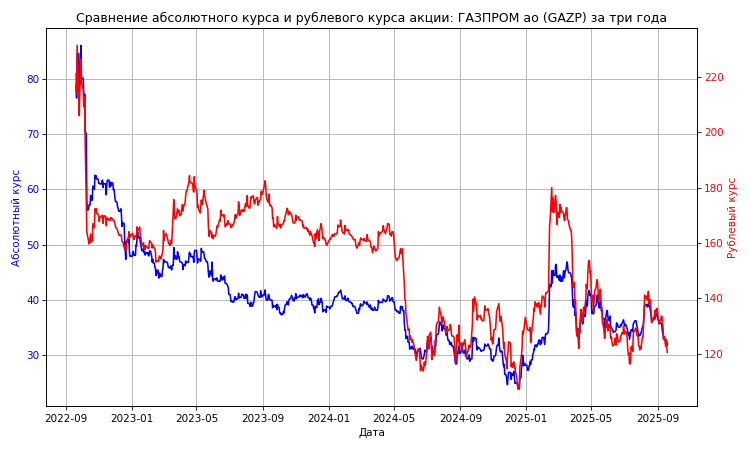 Сравнение абсолютного курса и рублевого курса акции: ГАЗПРОМ ао (GAZP) за три года
Абсолютный курс
80
70
60
50
40
30
220
200
180
160
140
120
Рублевый курс
2022-09 2023-01 2023-05 2023-09 2024-01 2024-05 2024-09 2025-01 2025-05 2025-09
Дата